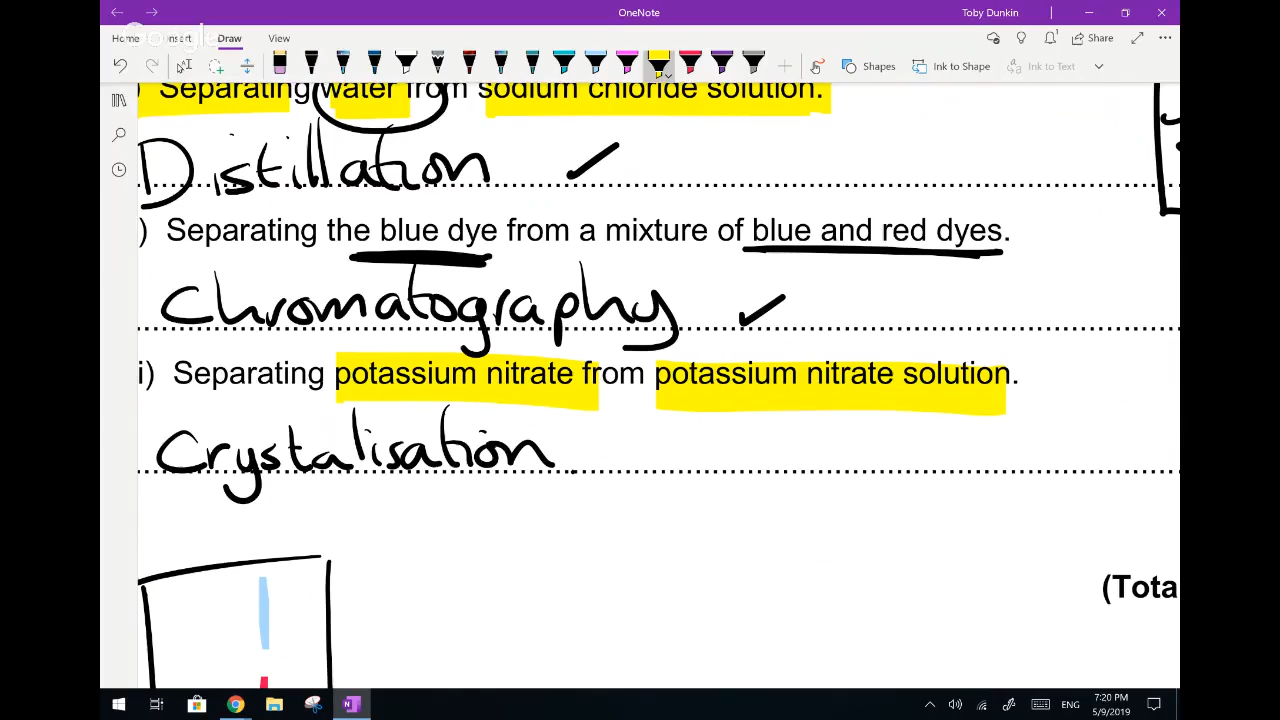 OneNote
Toby Dunkin
Google
Home Insert Draw View
Share
Shapes Ink to Shape Ink to Text
Separating water from sodium chloride solution.
Distillation
) Separating the blue dye from a mixture of blue and red dyes.
Chromatography
i) Separating potassium nitrate from potassium nitrate solution.
Crystalisation
(Tota
ENG
7:20 PM
5/9/2019